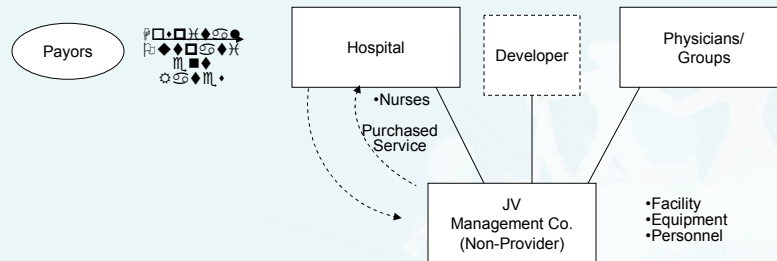 Payors
Hospital
Developer
Physicians/
Groups
•Nurses
Purchased
Service
JV
Management Co.
(Non-Provider)
•Facility
•Equipment
•Personnel